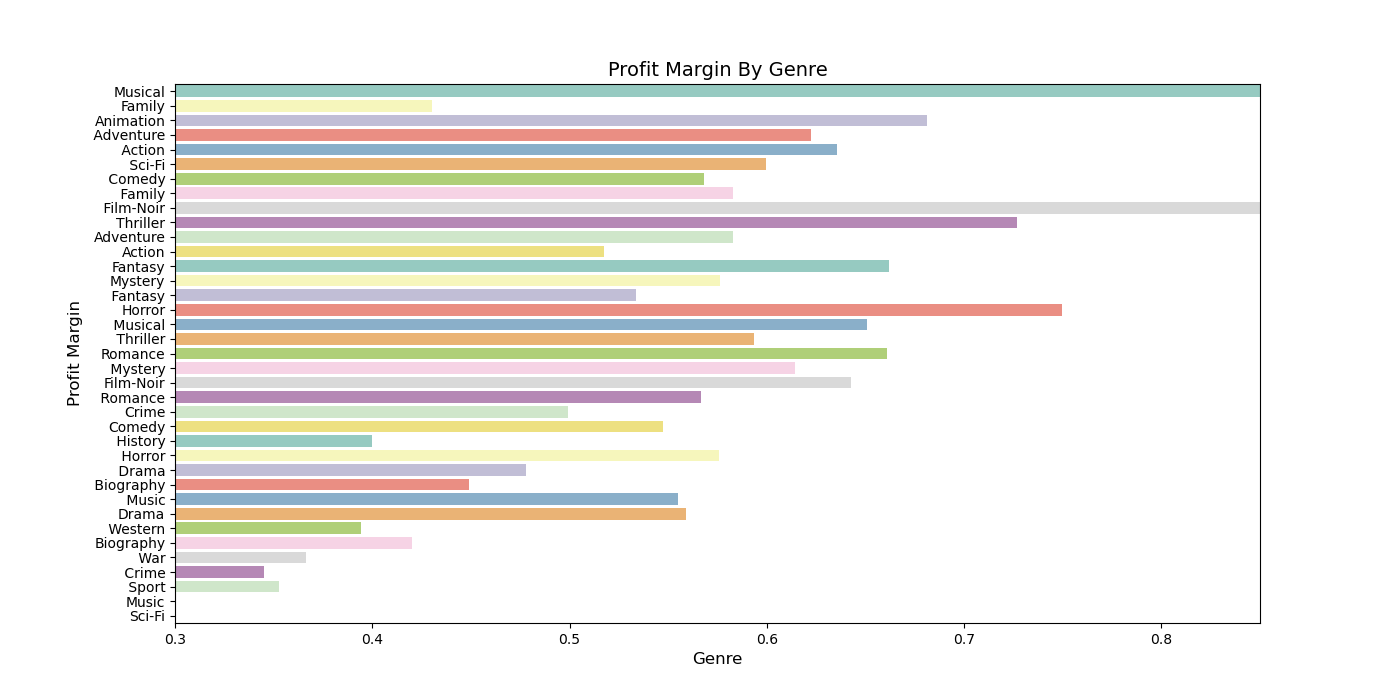 Profit Margin By Genre
Musical
Family
Animation
Adventure
Action
Sci-Fi
Comedy
Family
Film-Noir
Thriller
Adventure
Action
Fantasy
Mystery
Fantasy
Horror
Musical
Thriller
Romance
Mystery
Film-Noir
Romance
Crime
Comedy
History
Horror
Drama
Biography
Music
Drama
Western
Biography
War
Crime
Sport
Music
Sci-Fi
Profit Margin
0.3 0.4 0.5 0.6 0.7 0.8
Genre